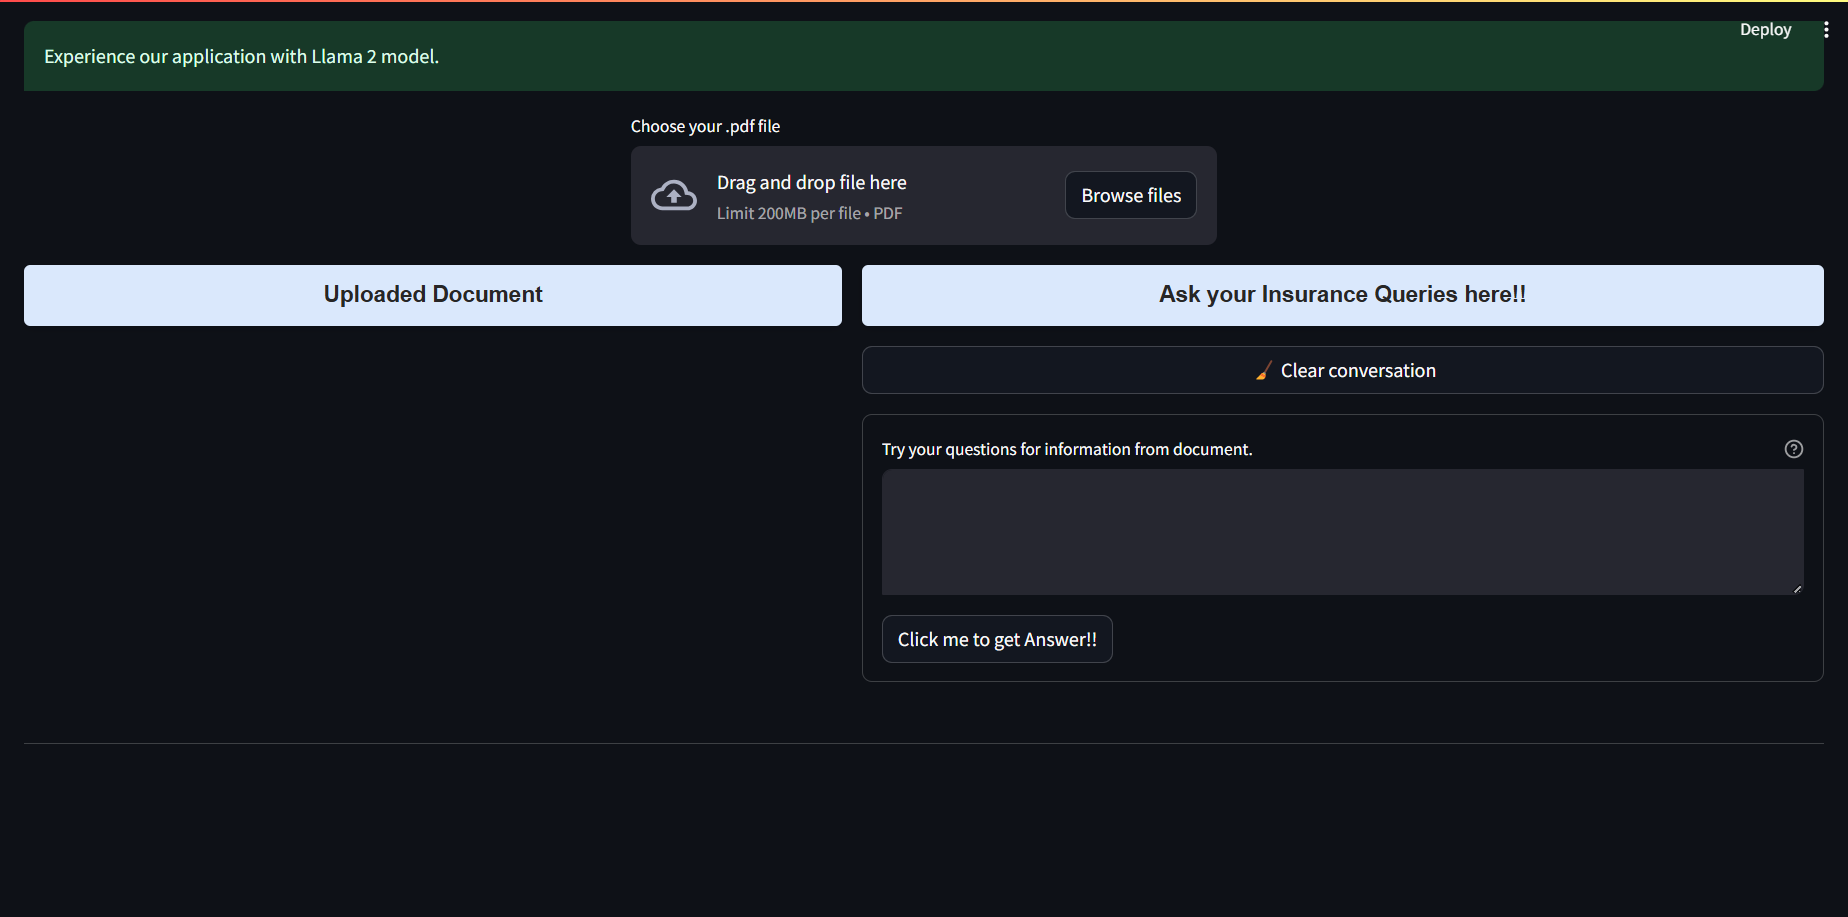 Deploy
Experience our application with Llama 2 model.
Choose your .pdf file
Drag and drop file here
Limit 200MB per file • PDF
Browse files
Uploaded Document
Ask your Insurance Queries here!!
🧹 Clear conversation
Try your questions for information from document.
Click me to get Answer!!